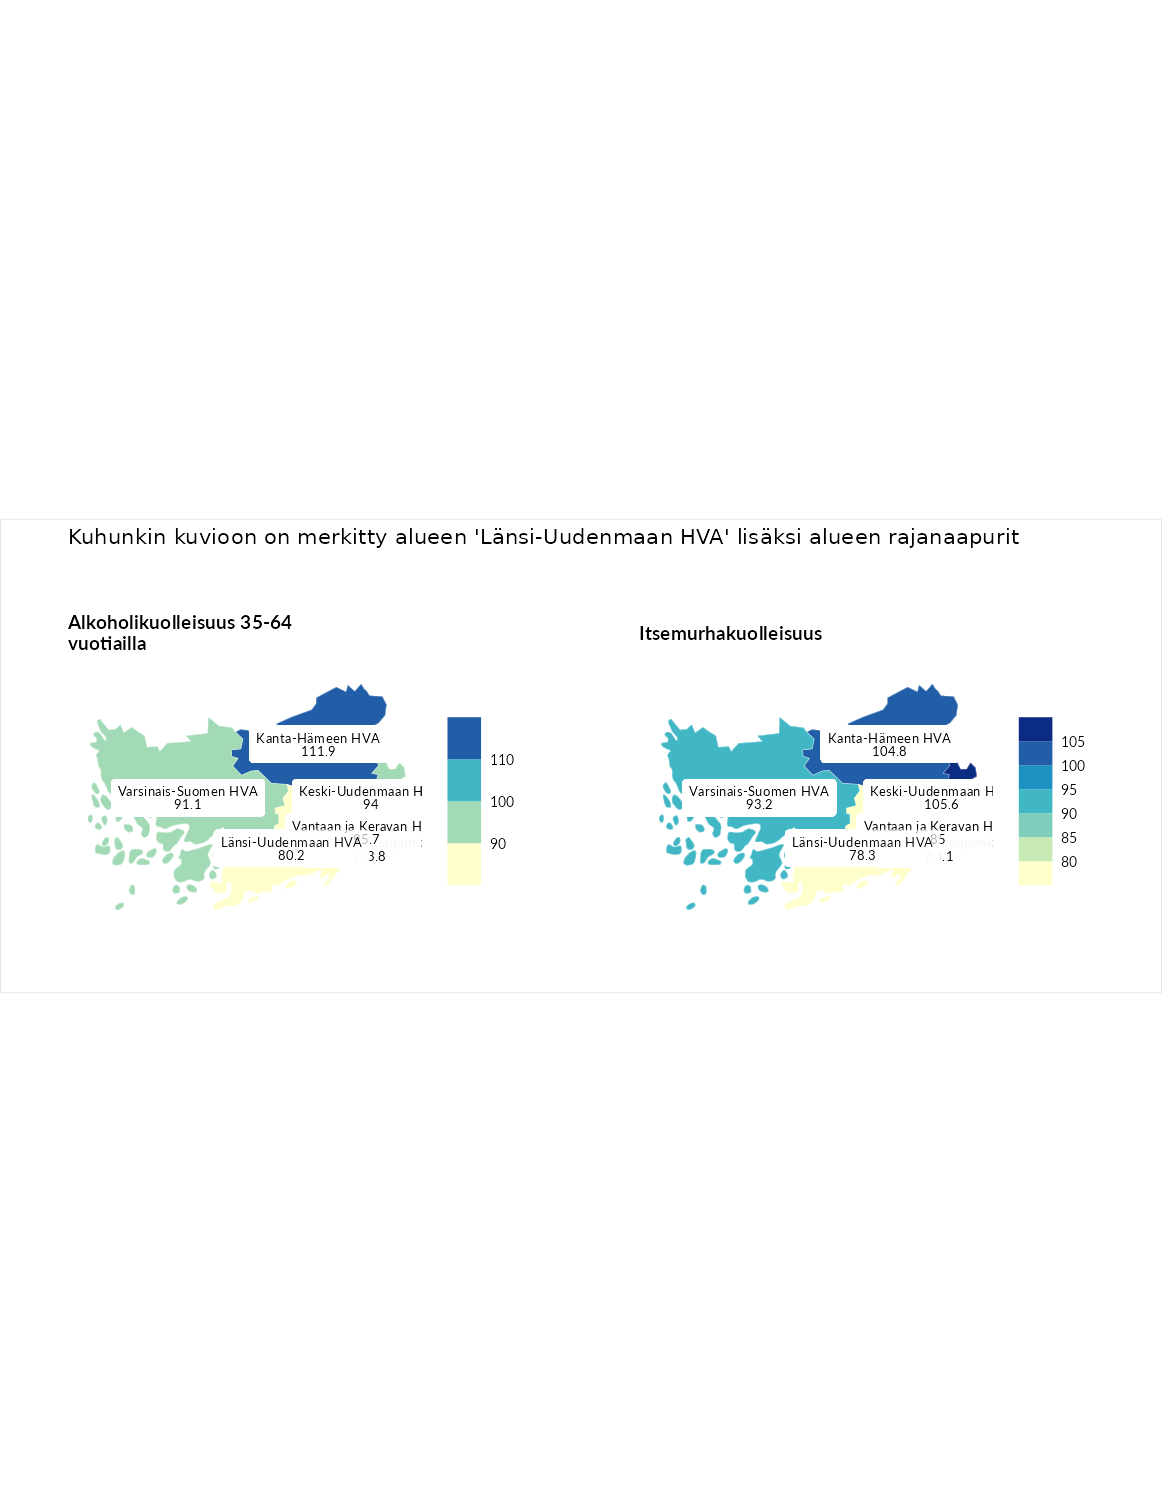 Kuhunkin kuvioon on merkitty alueen 'Länsi-Uudenmaan HVA' lisäksi alueen rajanaapurit
Alkoholikuolleisuus 35-64
vuotiailla
Kanta-Hämeen HVA
111.9
Varsinais-Suomen HVA
91.1
Keski-Uudenmaan H
94
Vantaan ja Keravan H
Länsi-Uudenmaan HVA
80.2
110
100
90
Itsemurhakuolleisuus
Kanta-Hämeen HVA
104.8
Varsinais-Suomen HVA
93.2
Keski-Uudenmaan H
105.6
Vantaan ja Keravan H
Länsi-Uudenmaan HVA
78.3
105
100
95
90
85
80